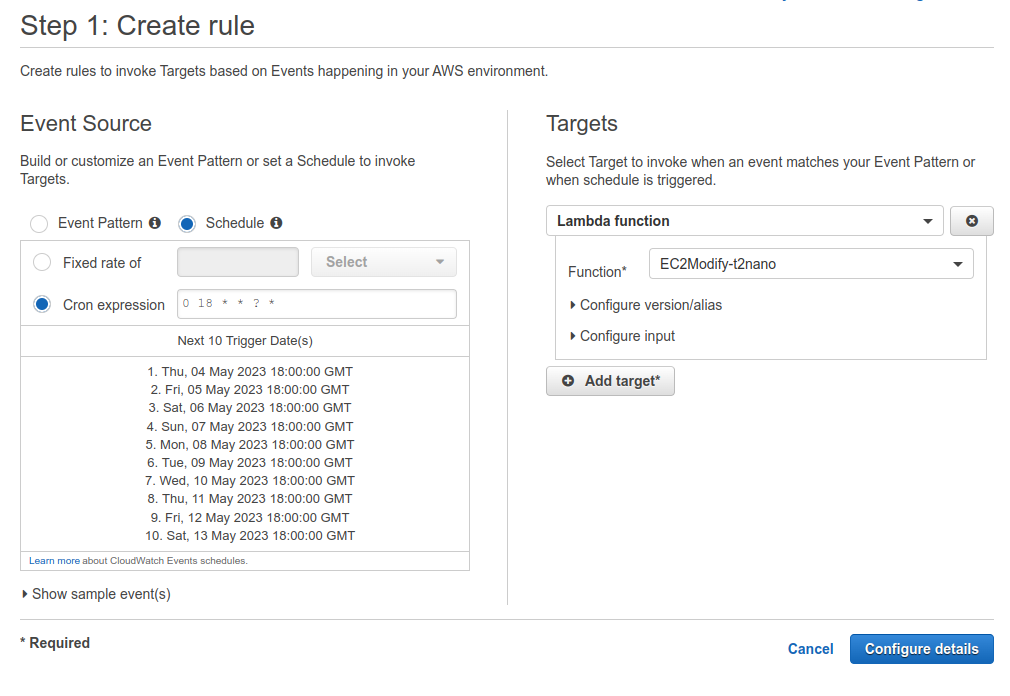 Step 1: Create rule
Create rules to invoke Targets based on Events happening in your AWS environment.
Event Source
Build or customize an Event Pattern or set a Schedule to invoke
Targets.
Event Pattern
Schedule
Fixed rate of
Select
Cron expression
0 18 * * ? *
Next 10 Trigger Date(s)
1. Thu, 04 May 2023 18:00:00 GMT
2. Fri, 05 May 2023 18:00:00 GMT
3. Sat, 06 May 2023 18:00:00 GMT
4. Sun, 07 May 2023 18:00:00 GMT
5. Mon, 08 May 2023 18:00:00 GMT
6. Tue, 09 May 2023 18:00:00 GMT
7. Wed, 10 May 2023 18:00:00 GMT
8. Thu, 11 May 2023 18:00:00 GMT
9. Fri, 12 May 2023 18:00:00 GMT
10. Sat, 13 May 2023 18:00:00 GMT
Learn more about CloudWatch Events schedules.
Show sample event(s)
Targets
Select Target to invoke when an event matches your Event Pattern or
when schedule is triggered.
Lambda function
Function*
EC2Modify-t2nano
Configure version/alias
Configure input
Add target*
* Required
Cancel
Configure details